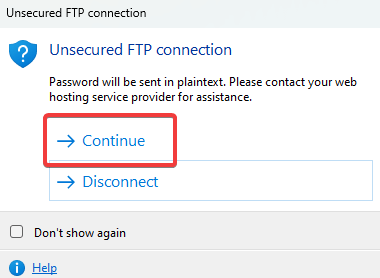 Unsecured FTP connection
Unsecured FTP connection
Password will be sent in plaintext. Please contact your web
hosting service provider for assistance.
Continue
Disconnect
Don't show again
Help